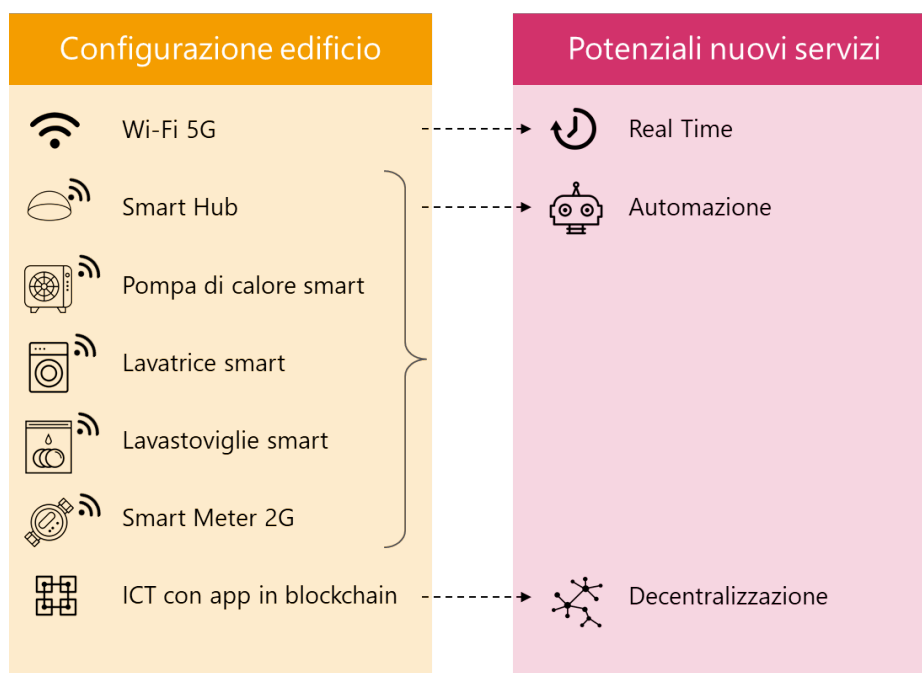 Configurazione edificio
Potenziali nuovi servizi
Wi-Fi 5G
Real Time
Smart Hub
Automazione
Pompa di calore smart
Lavatrice smart
Lavastoviglie smart
Smart Meter 2G
ICT con app in blockchain
Decentralizzazione